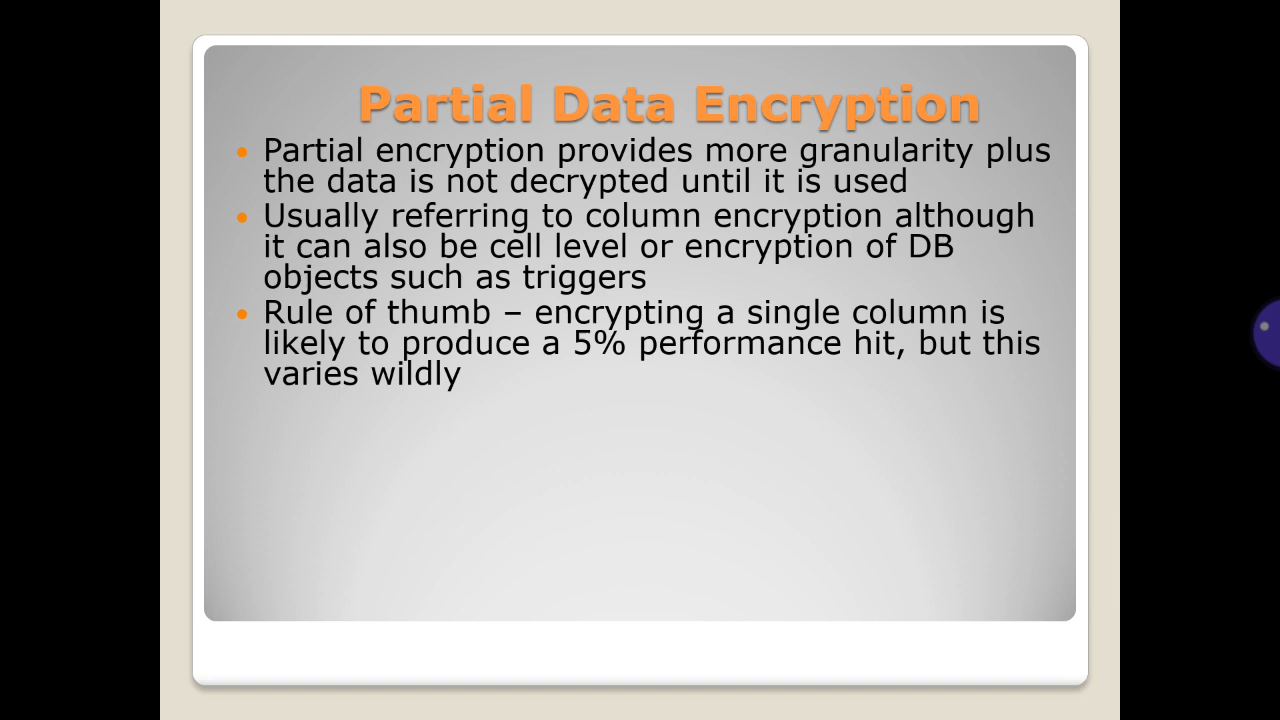 Partial Data Encryption
• Partial encryption provides more granularity plus
the data is not decrypted until it is used
• Usually referring to column encryption although
it can also be cell level or encryption of DB
objects such as triggers
• Rule of thumb – encrypting a single column is
likely to produce a 5% performance hit, but this
varies wildly